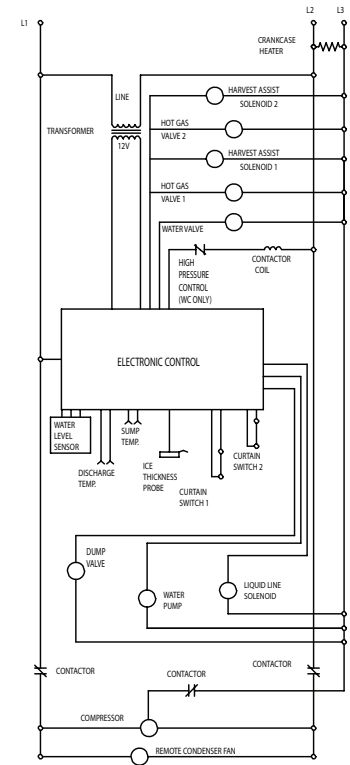 L1
L2
L3
CRANKCASE
HEATER
LINE
HARVEST ASSIST
SOLENOID 2
TRANSFORMER
12V
HOT GAS
VALVE 2
HARVEST ASSIST
SOLENOID 1
HOT GAS
VALVE 1
WATER VALVE
HIGH
PRESSURE
CONTROL
(WC ONLY)
CONTACTOR
COIL
ELECTRONIC CONTROL
WATER
LEVEL
SENSOR
DISCHARGE
TEMP.
SUMP
TEMP.
ICE
THICKNESS
PROBE
CURTAIN
SWITCH 1
CURTAIN
SWITCH 2
DUMP
VALVE
WATER
PUMP
LIQUID LINE
SOLENOID
CONTACTOR
CONTACTOR
CONTACTOR
COMPRESSOR
REMOTE CONDENSER FAN